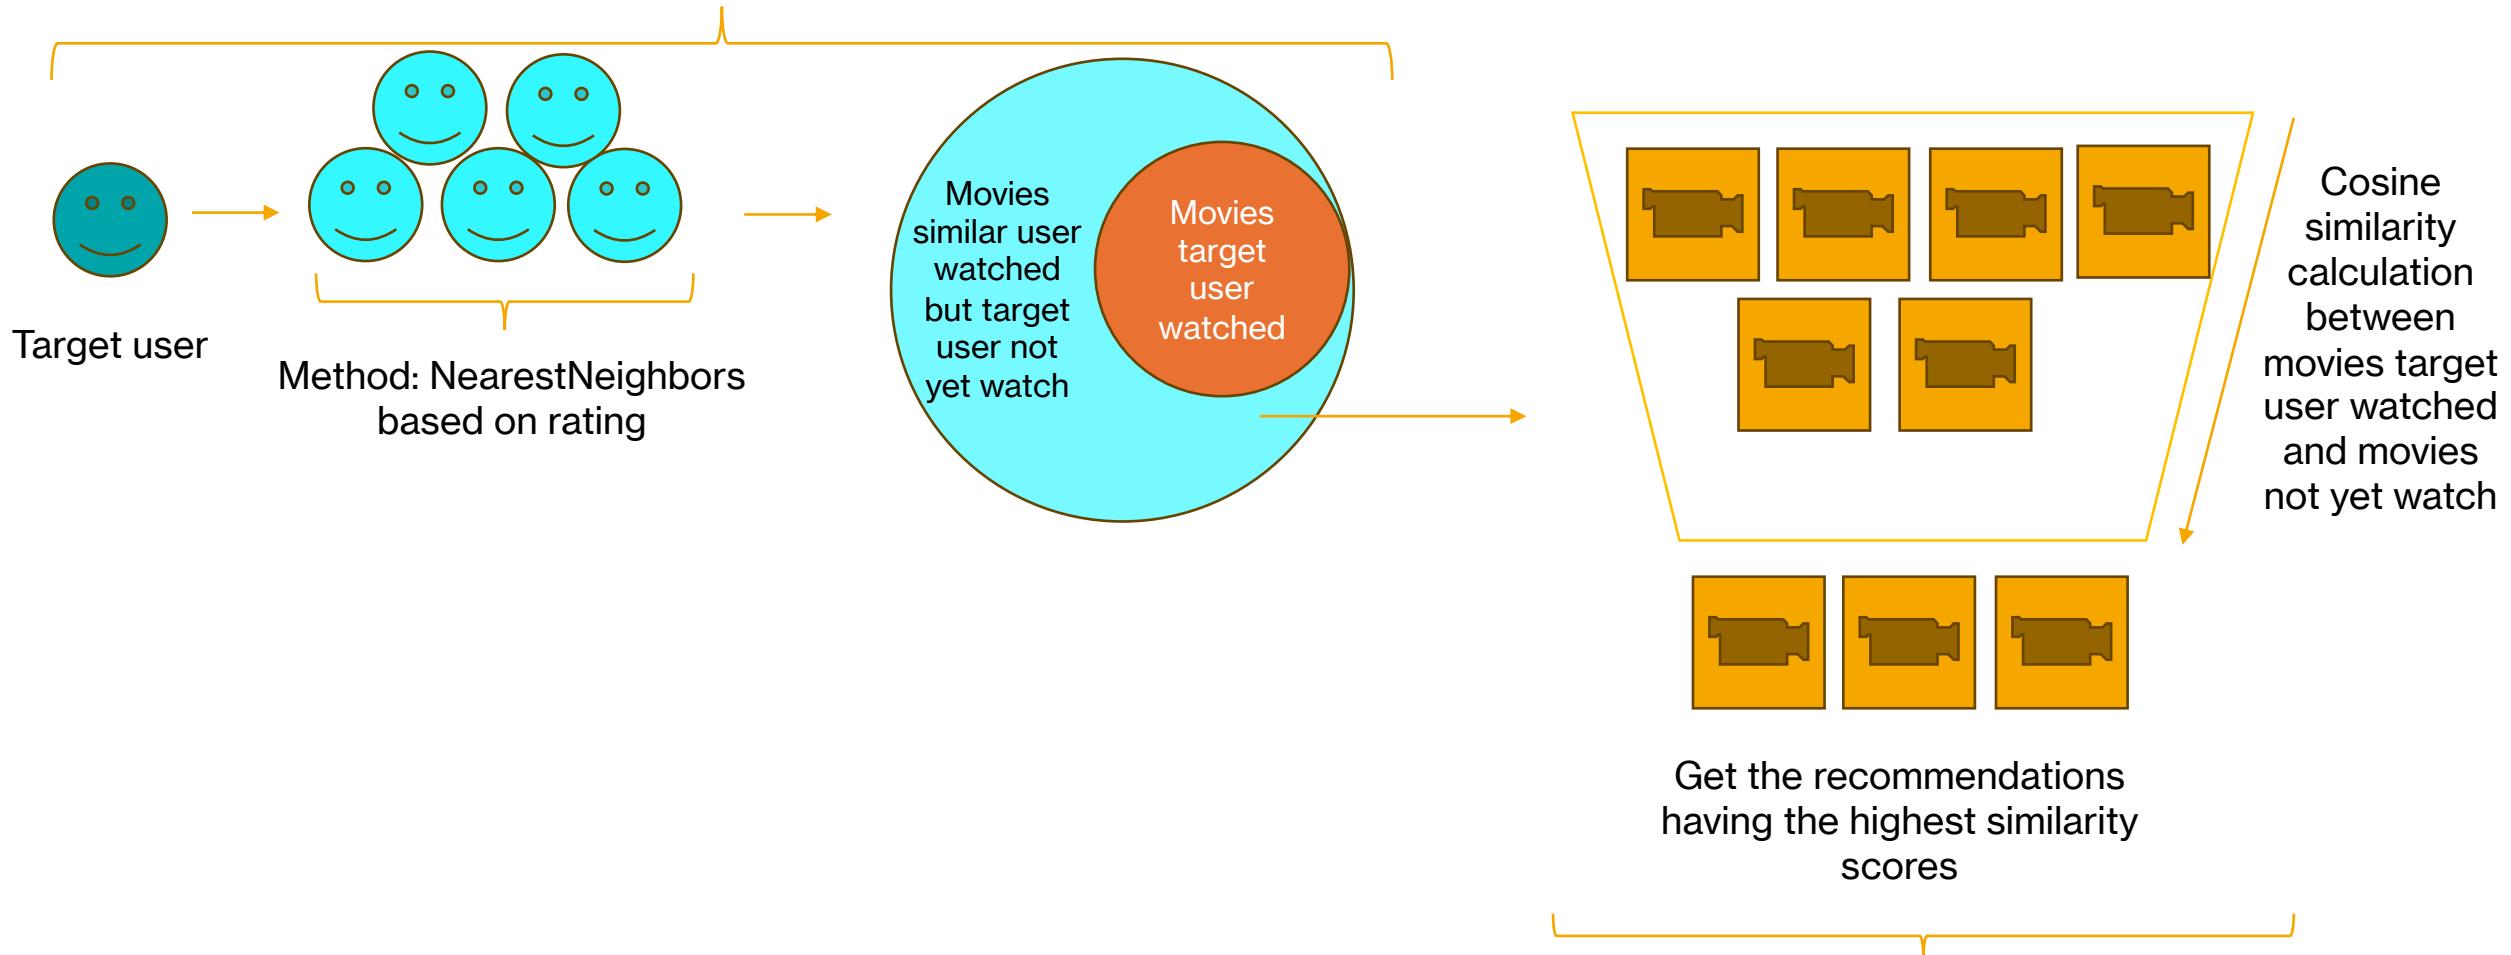 Target user
Method: NearestNeighbors
based on rating
Movies
similar user
watched
but target
user not
yet watch
Movies
target
user
watched
Cosine
similarity
calculation
between
movies target
user watched
and movies
not yet watch
Get the recommendations
having the highest similarity
scores